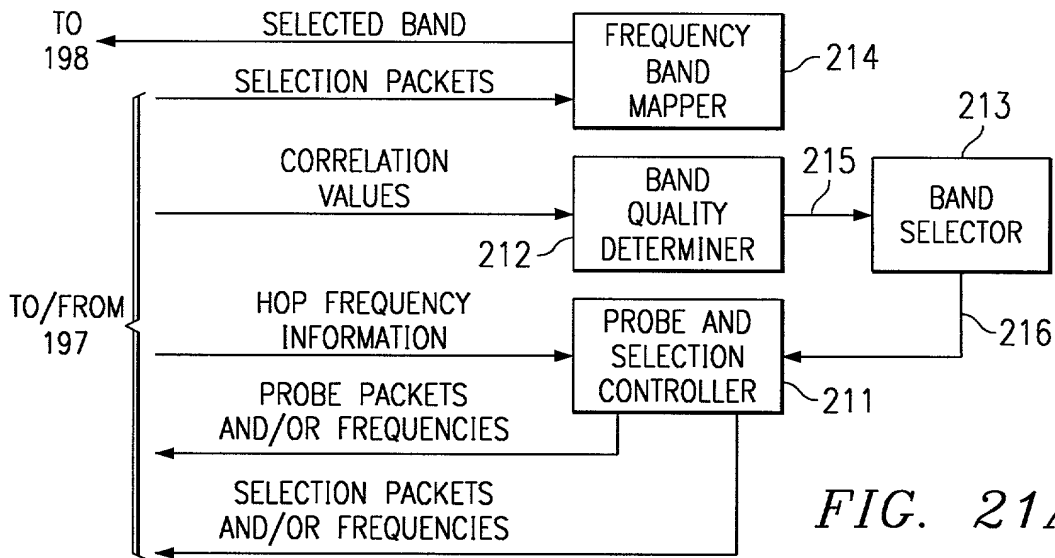 TO
198
SELECTED BAND
FREQUENCY
BAND
MAPPER
214
SELECTION PACKETS
213
CORRELATION
VALUES
BAND
QUALITY
DETERMINER
212
215
BAND
SELECTOR
TO/FROM
197
HOP FREQUENCY
INFORMATION
PROBE AND
SELECTION
CONTROLLER
216
211
PROBE PACKETS
AND/OR FREQUENCIES
SELECTION PACKETS
AND/OR FREQUENCIES
FIG. 21A